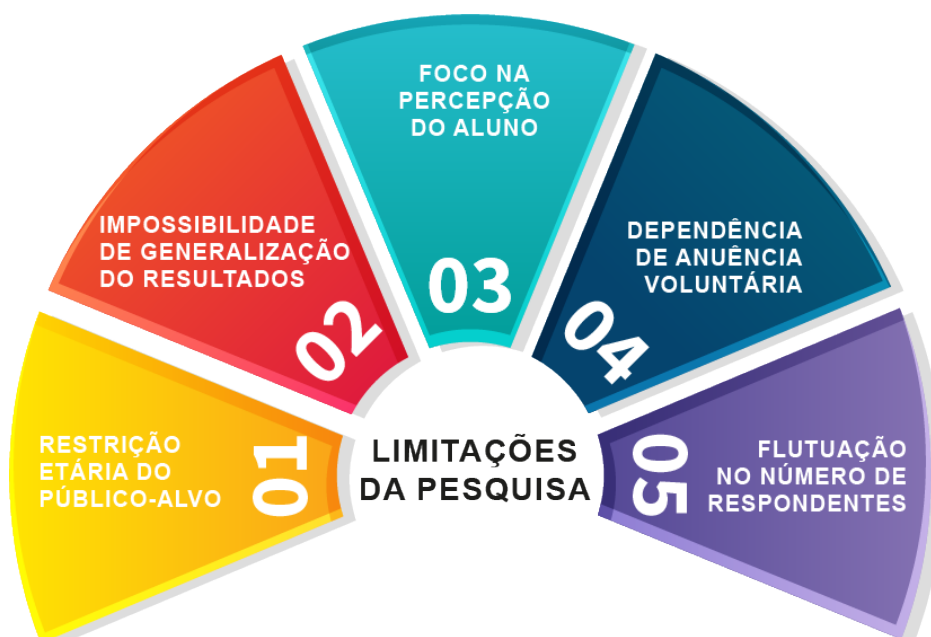 RESTRIÇÃO
ETÁRIA DO
PÚBLICO-ALVO
01
IMPOSSIBILIDADE
DE GENERALIZAÇÃO
DO RESULTADOS
02
FOCO NA
PERCEPÇÃO
DO ALUNO
03
DEPENDÊNCIA
DE ANUÊNCIA
VOLUNTÁRIA
04
FLUTUAÇÃO
NO NÚMERO DE
RESPONDENTES
05
LIMITAÇÕES
DA PESQUISA